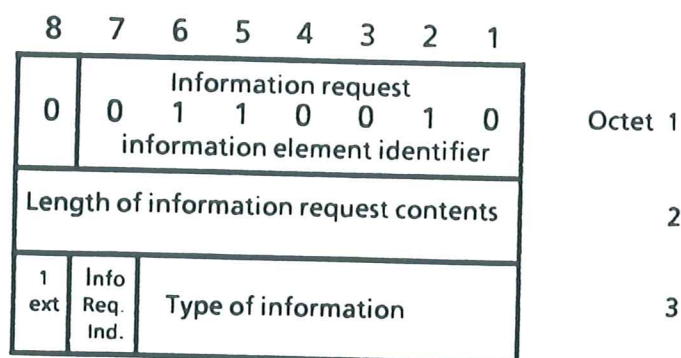 8 7 6 5 4 3 2 1
Information request
0 0 1 1 0 0 1 0 Octet 1
information element identifier
Length of information request contents
2
1 ext Info Req. Ind. Type of information 3